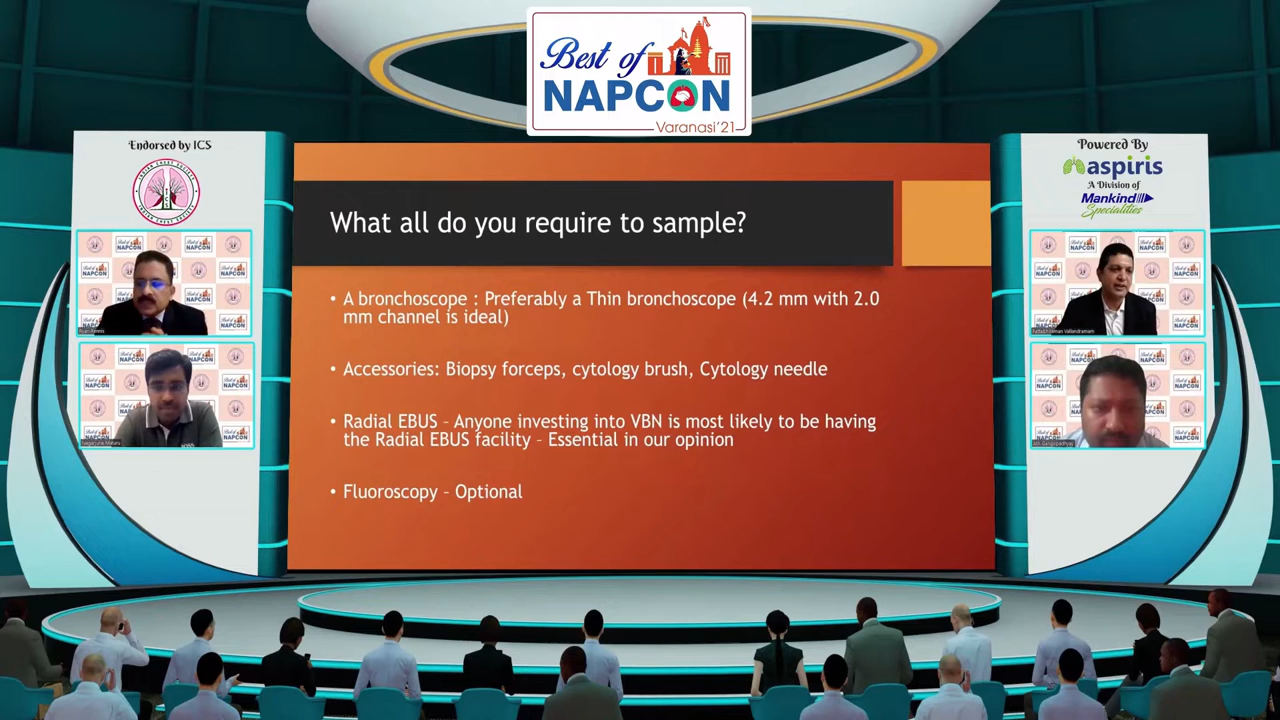 Best of
NAPCON
Varanasi'21
Endorsed by ICS
INDIAN CHEST SOCIETY
Powered By
aspiris
A Division of
Mankind
Specialities
What all do you require to sample?
• A bronchoscope : Preferably a Thin bronchoscope (4.2 mm with 2.0
mm channel is ideal)
• Accessories: Biopsy forceps, cytology brush, Cytology needle
• Radial EBUS – Anyone investing into VBN is most likely to be having
the Radial EBUS facility – Essential in our opinion
• Fluoroscopy – Optional